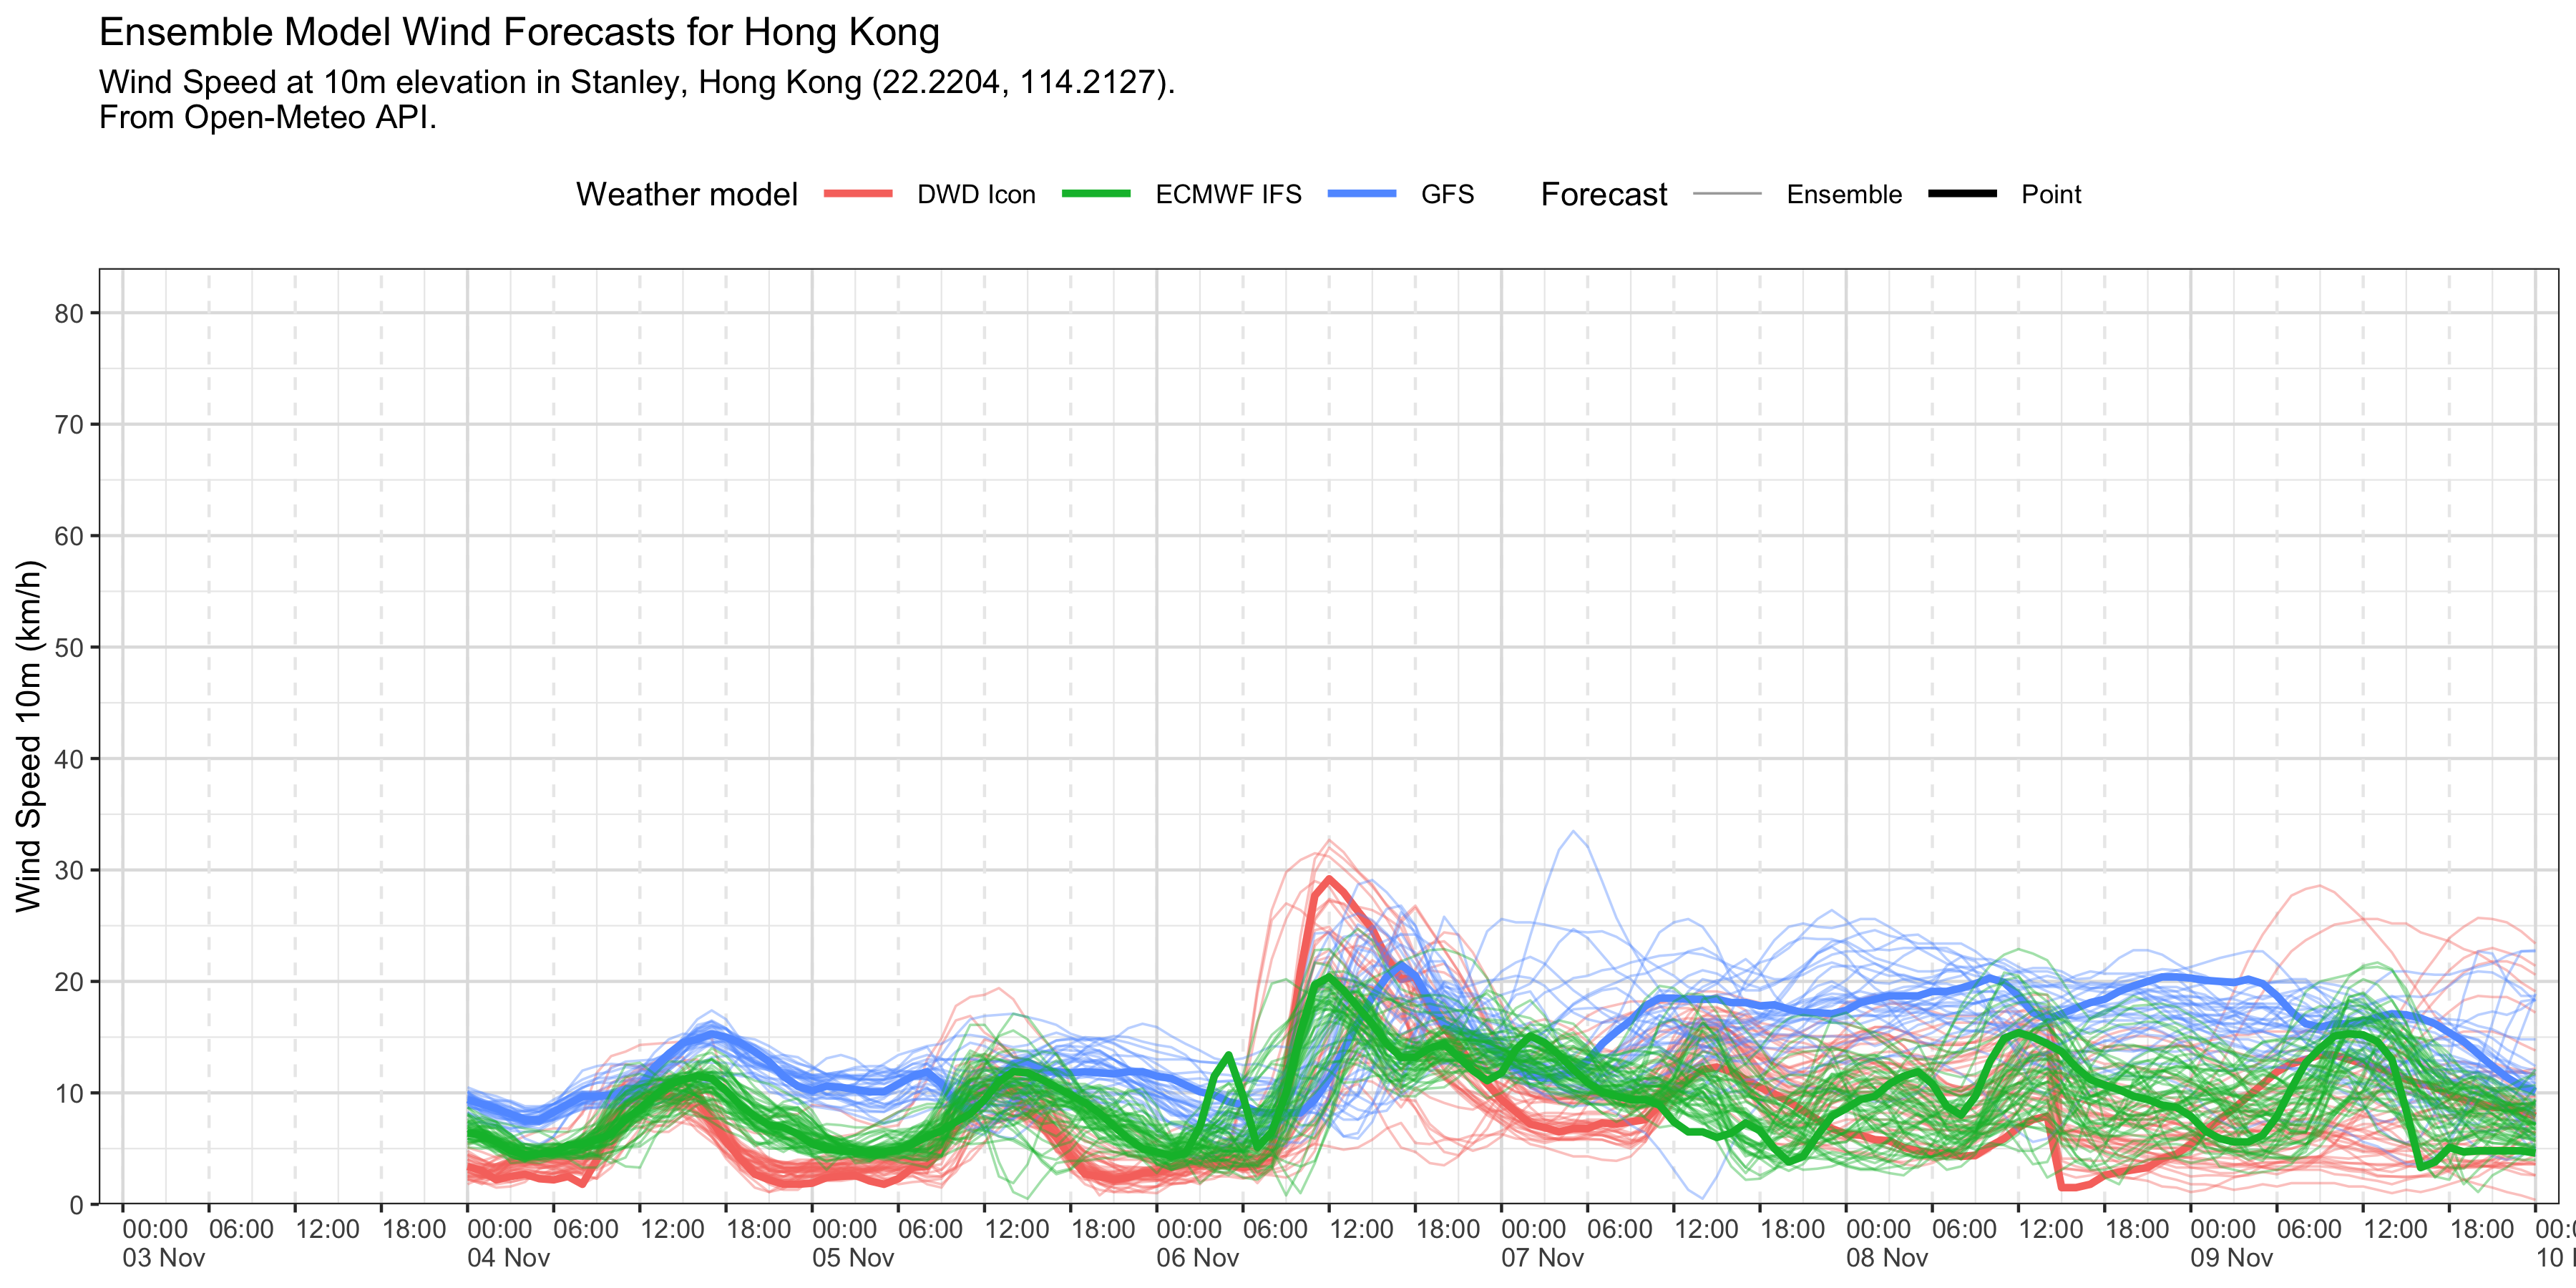 Ensemble Model Wind Forecasts for Hong Kong
Wind Speed at 10m elevation in Stanley, Hong Kong (22.2204, 114.2127).
From Open-Meteo API.
Weather model DWD Icon ECMWF IFS GFS Forecast Ensemble Point
Wind Speed 10m (km/h)
80
70
60
50
40
30
20
10
0
00:00 06:00 12:00 18:00 00:00 06:00 12:00 18:00 00:00 06:00 12:00 18:00 00:00 06:00 12:00 18:00 00:00 06:00 12:00 18:00 00:00 06:00 12:00 18:00 00:00 06:00 12:00 18:00
03 Nov 04 Nov 05 Nov 06 Nov 07 Nov 08 Nov 09 Nov 10